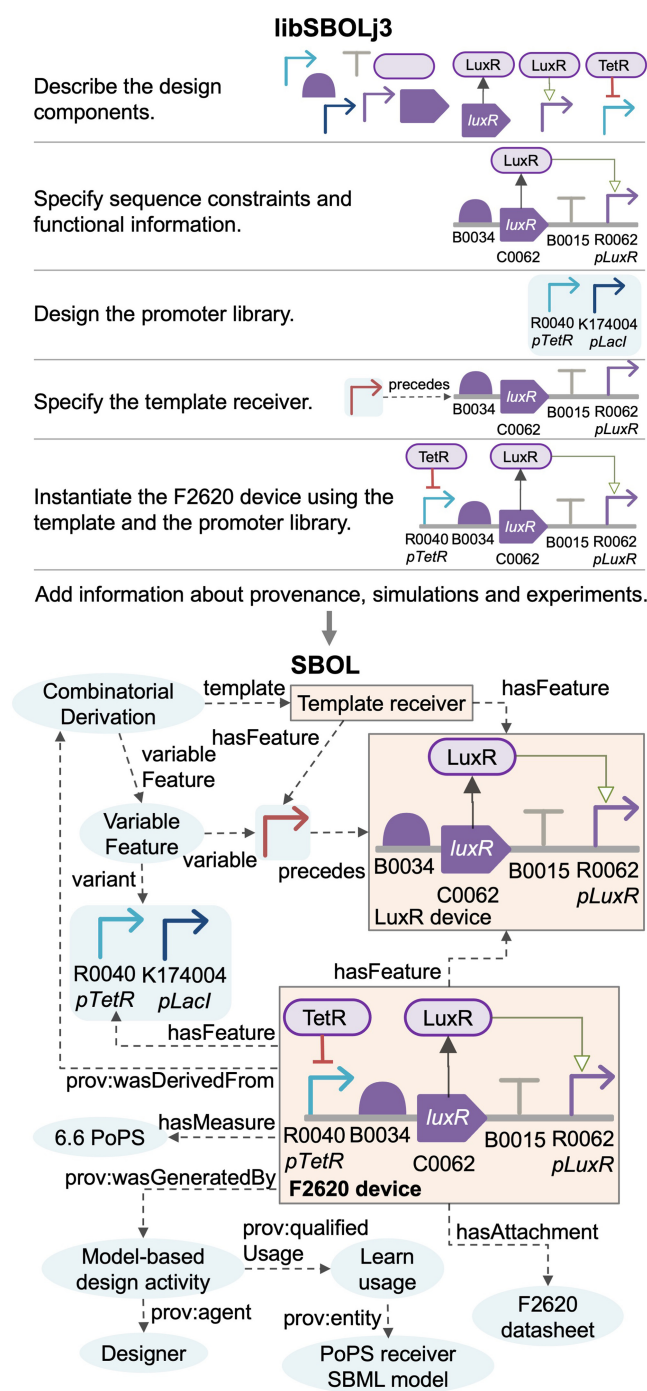 libSBOLj3
Describe the design
components.
LuxR
LuxR
TetR
luxR
Specify sequence constraints and
functional information.
LuxR
luxR
B0034
B0015
R0062
C0062
pLuxR
Design the promoter library.
R0040 K174004
pTetR
pLacI
Specify the template receiver.
precedes
luxR
B0034
B0015
R0062
C0062
pLuxR
TetR
LuxR
Instantiate the F2620 device using the
template and the promoter library.
luxR
R0040 B0034
B0015 R0062
pTetR
C0062
pLuxR
Add information about provenance, simulations and experiments.
SBOL
Combinatorial
Derivation
template
Template receiver
hasFeature
hasFeature
variable
Feature
LuxR
Variable
Feature
variable
precedes
luxR
B0034
B0015 R0062
C0062
pLuxR
LuxR device
variant
R0040 K174004
pTetR
pLacI
hasFeature
hasFeature
TetR
LuxR
prov:wasDerivedFrom
luxR
hasMeasure
6.6 PoPS
R0040 B0034
B0015 R0062
pTetR
C0062
pLuxR
F2620 device
prov:wasGeneratedBy
prov:qualified
Usage
hasAttachment
Model-based
design activity
Learn
usage
F2620
datasheet
prov:agent
prov:entity
Designer
PoPS receiver
SBML model